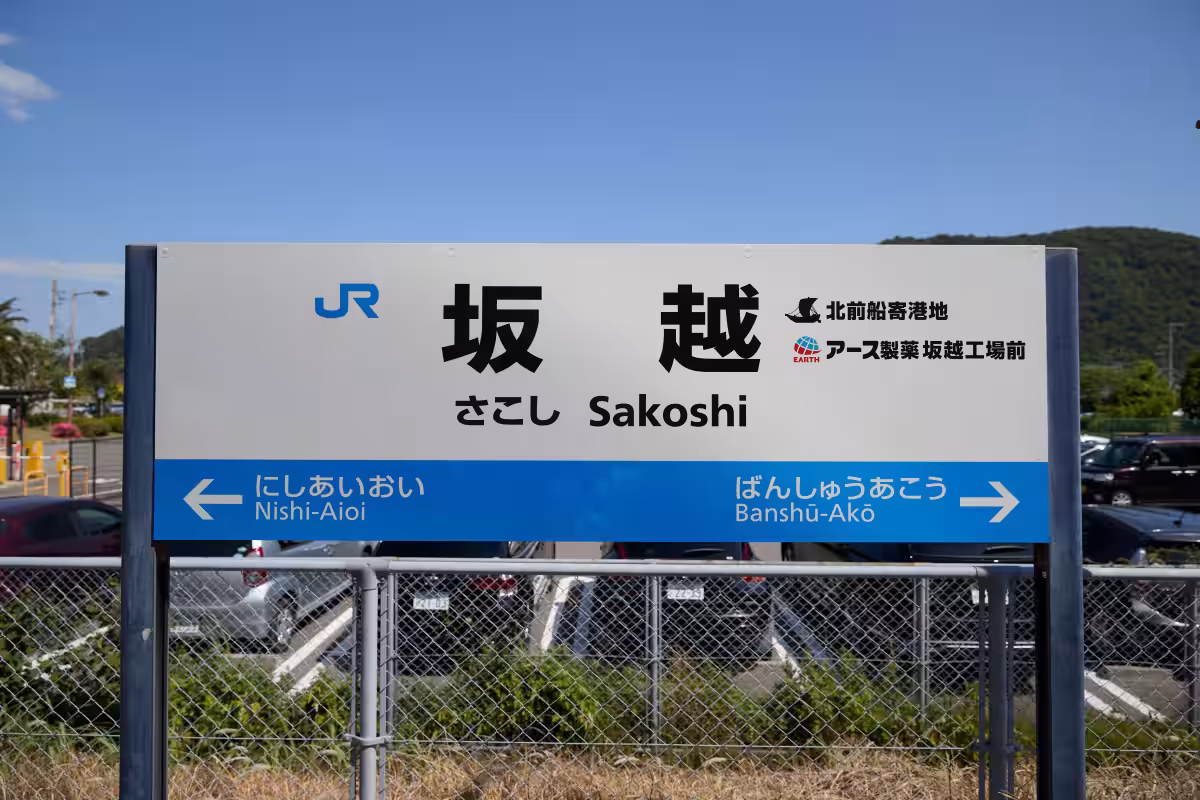 JR
坂越
北前船寄港地
EARTH
アース製薬 坂越工場前
さこし Sakoshi
にしあいおい
Nishi-Aioi
ばんしゅうあこう
Banshū-Akō